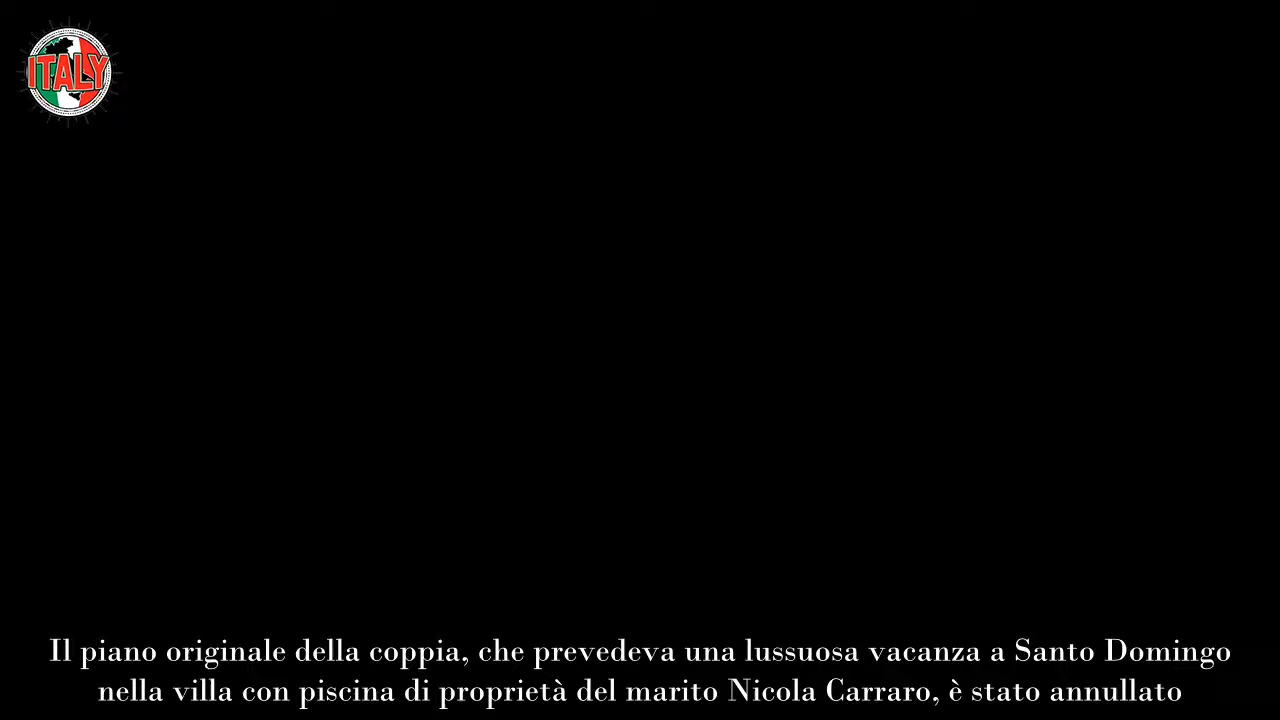 ITALY
Il piano originale della coppia, che prevedeva una lussuosa vacanza a Santo Domingo
nella villa con piscina di proprietà del marito Nicola Carraro, è stato annullato